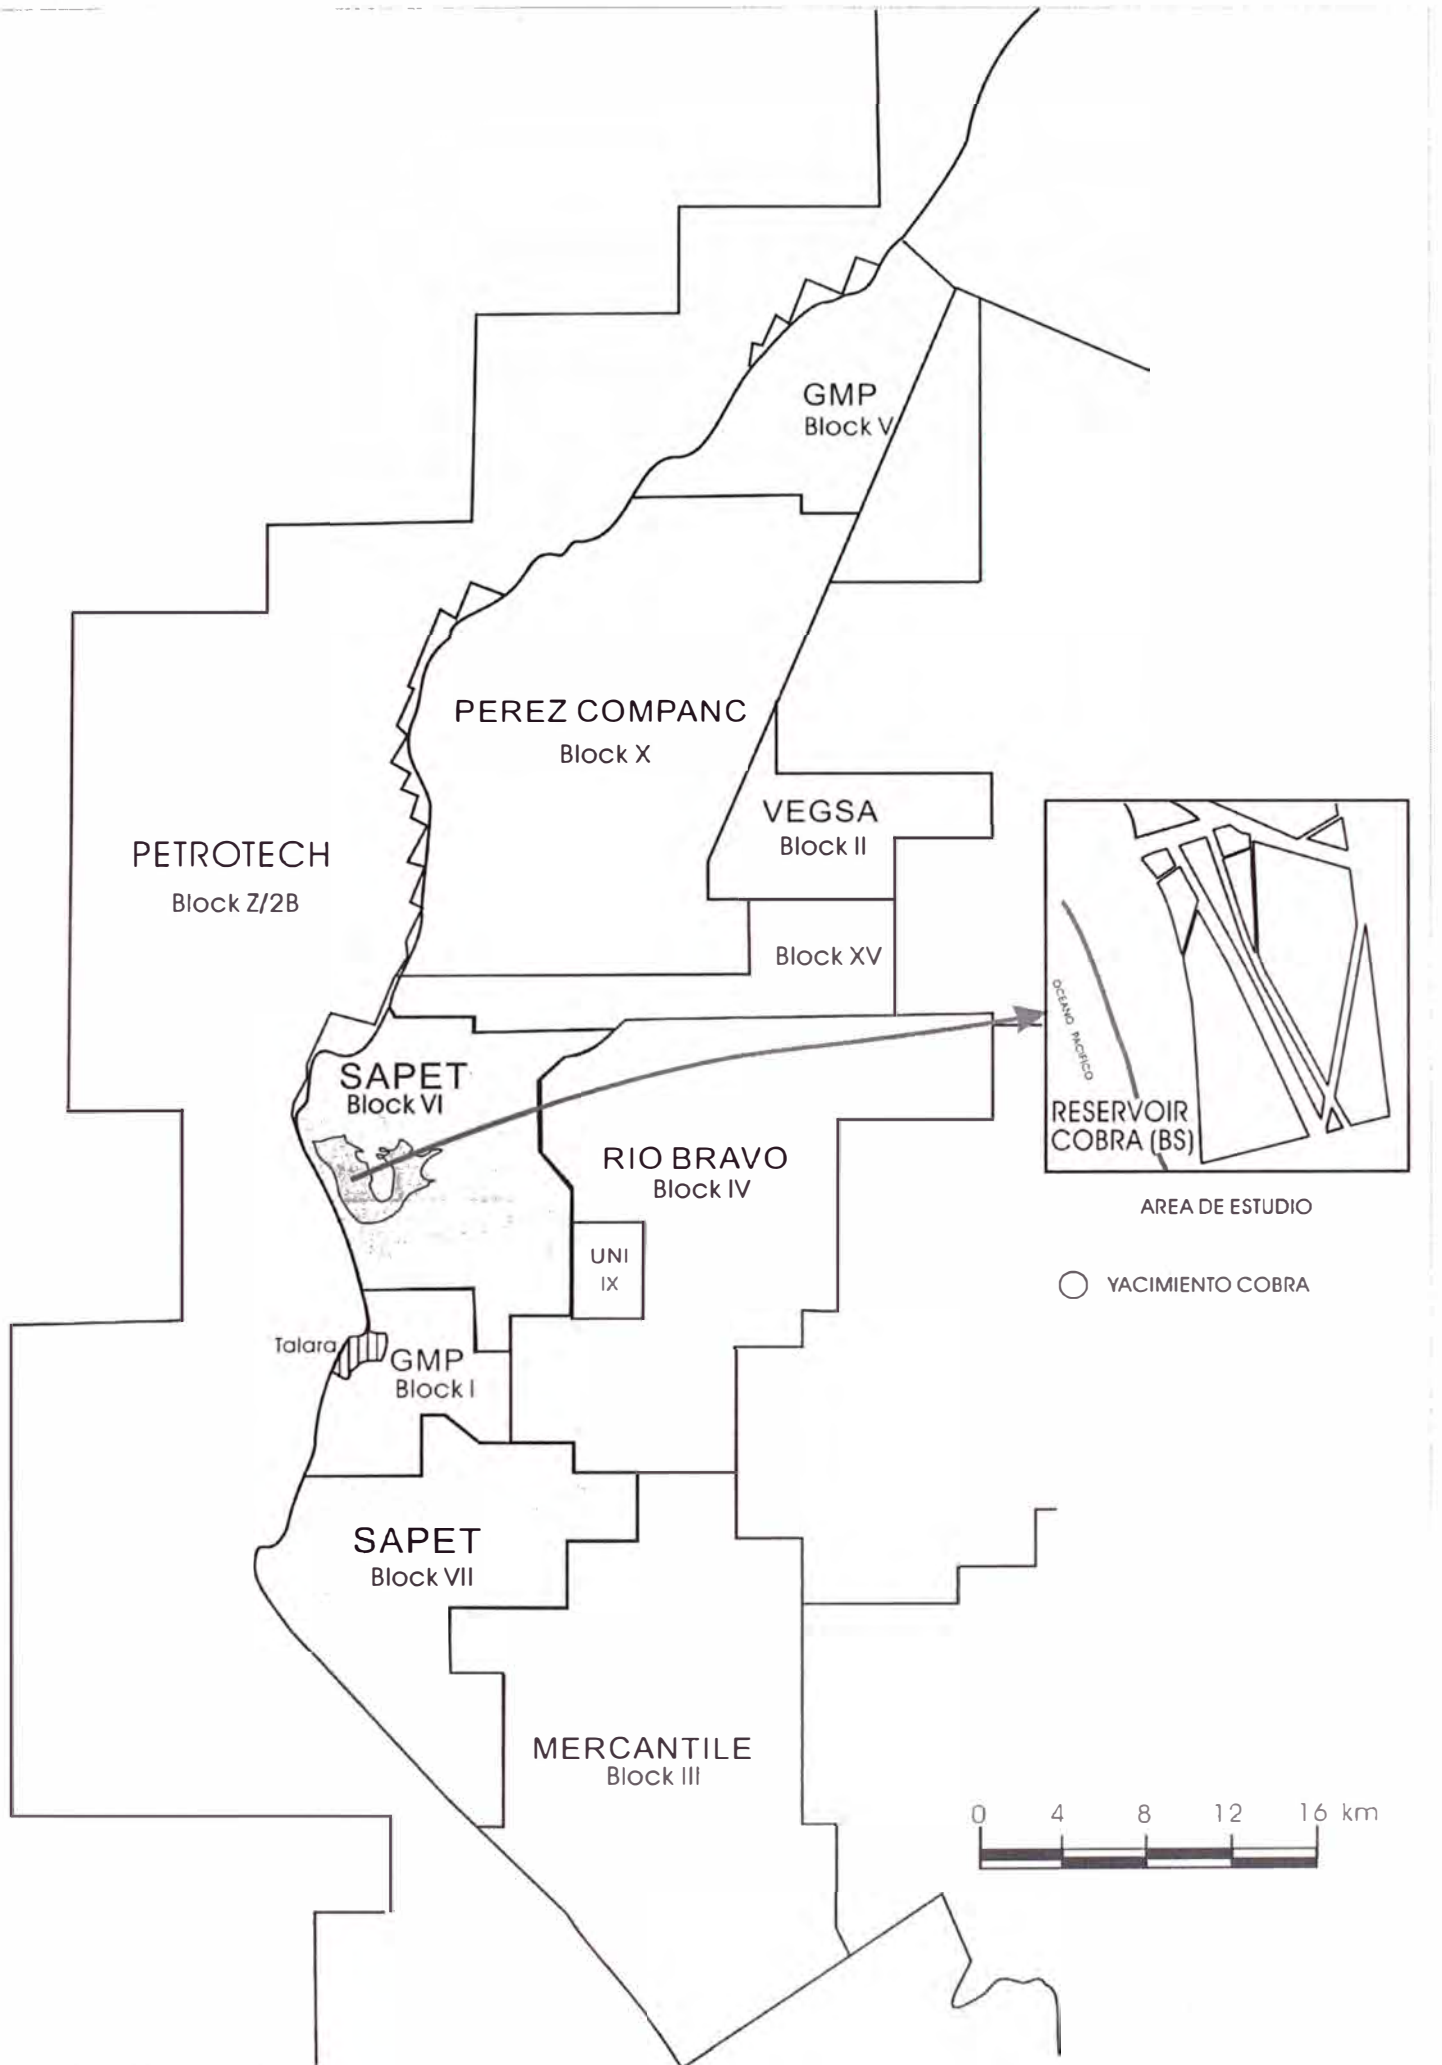 GMP
Block V
PEREZ COMPANC
Block X
VEGSA
Block II
PETROTECH
Block Z/2B
Block XV
OCEANO PACIFICO
SAPET
Block VI
RESERVOIR
COBRA (BS)
RIO BRAVO
Block IV
AREA DE ESTUDIO
UNI
IX
YACIMIENTO COBRA
Talara
GMP
Block I
SAPET
Block VII
MERCANTILE
Block III
0 4 8 12 16 km